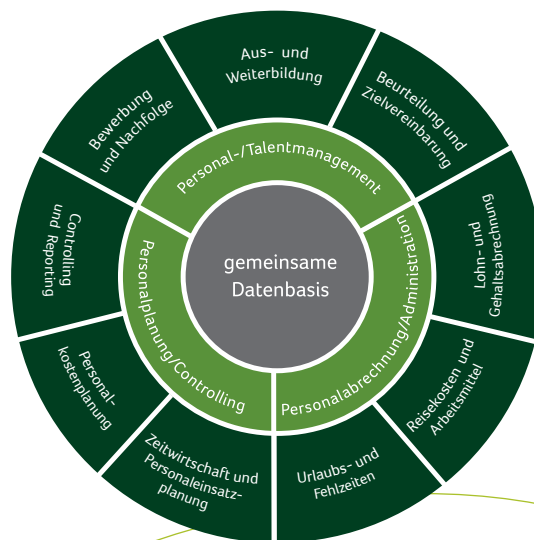 Aus- und
Weiterbildung
Beurteilung und
Zielvereinbarung
Lohn- und
Gehaltsabrechnung
Reisekosten und
Arbeitsmittel
Urlaubs- und
Fehlzeiten
Zeitwirtschaft und
Personaleinsatz-
planung
Personal-
kostenplanung
Controlling
und Reporting
Bewerbung
und Nachfolge
Personal-/Talentmanagement
Personalabrechnung/Administration
Personalplanung/Controlling
gemeinsame
Datenbasis